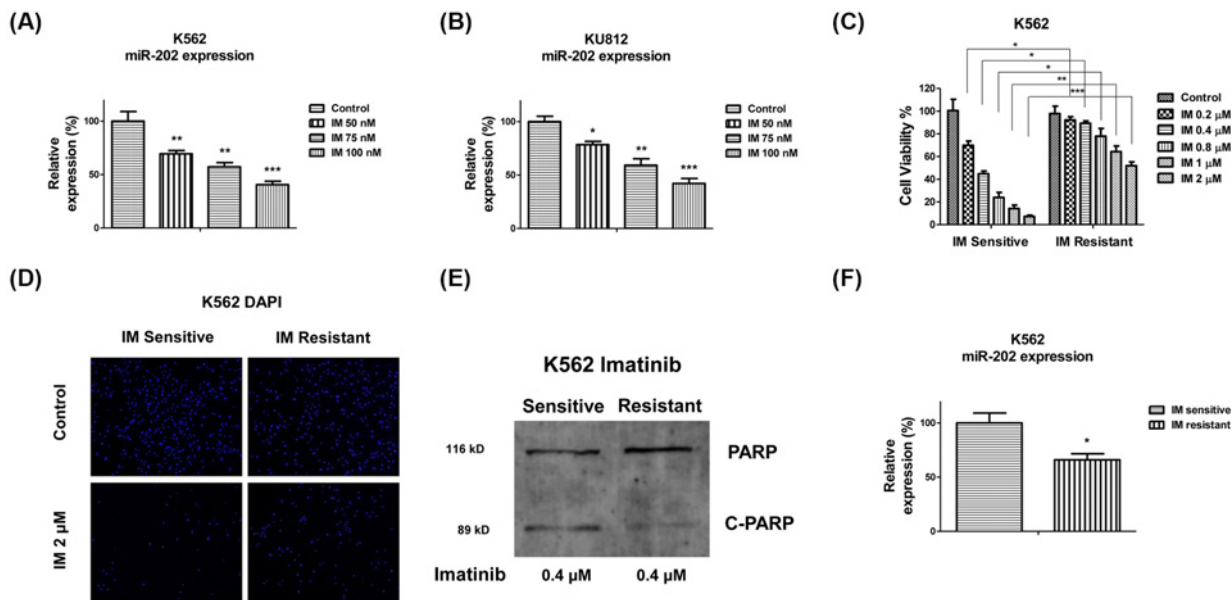 (A)
K562
miR-202 expression
Relative
expression (%)
100
50
0
**
**
***
Control
IM 50 nM
IM 75 nM
IM 100 nM
(B)
KU812
miR-202 expression
Relative
expression (%)
100
50
0
*
**
***
Control
IM 50 nM
IM 75 nM
IM 100 nM
(C)
K562
Cell Viability %
120
100
80
60
40
20
0
*
*
*
**
***
IM Sensitive
IM Resistant
Control
IM 0.2 μM
IM 0.4 μM
IM 0.8 μM
IM 1 μM
IM 2 μM
(D)
K562 DAPI
IM Sensitive
IM Resistant
Control
IM 2 μM
(E)
K562 Imatinib
Sensitive
Resistant
116 kD
PARP
89 kD
C-PARP
Imatinib
0.4 μM
0.4 μM
(F)
K562
miR-202 expression
Relative
expression (%)
100
50
0
*
IM sensitive
IM resistant